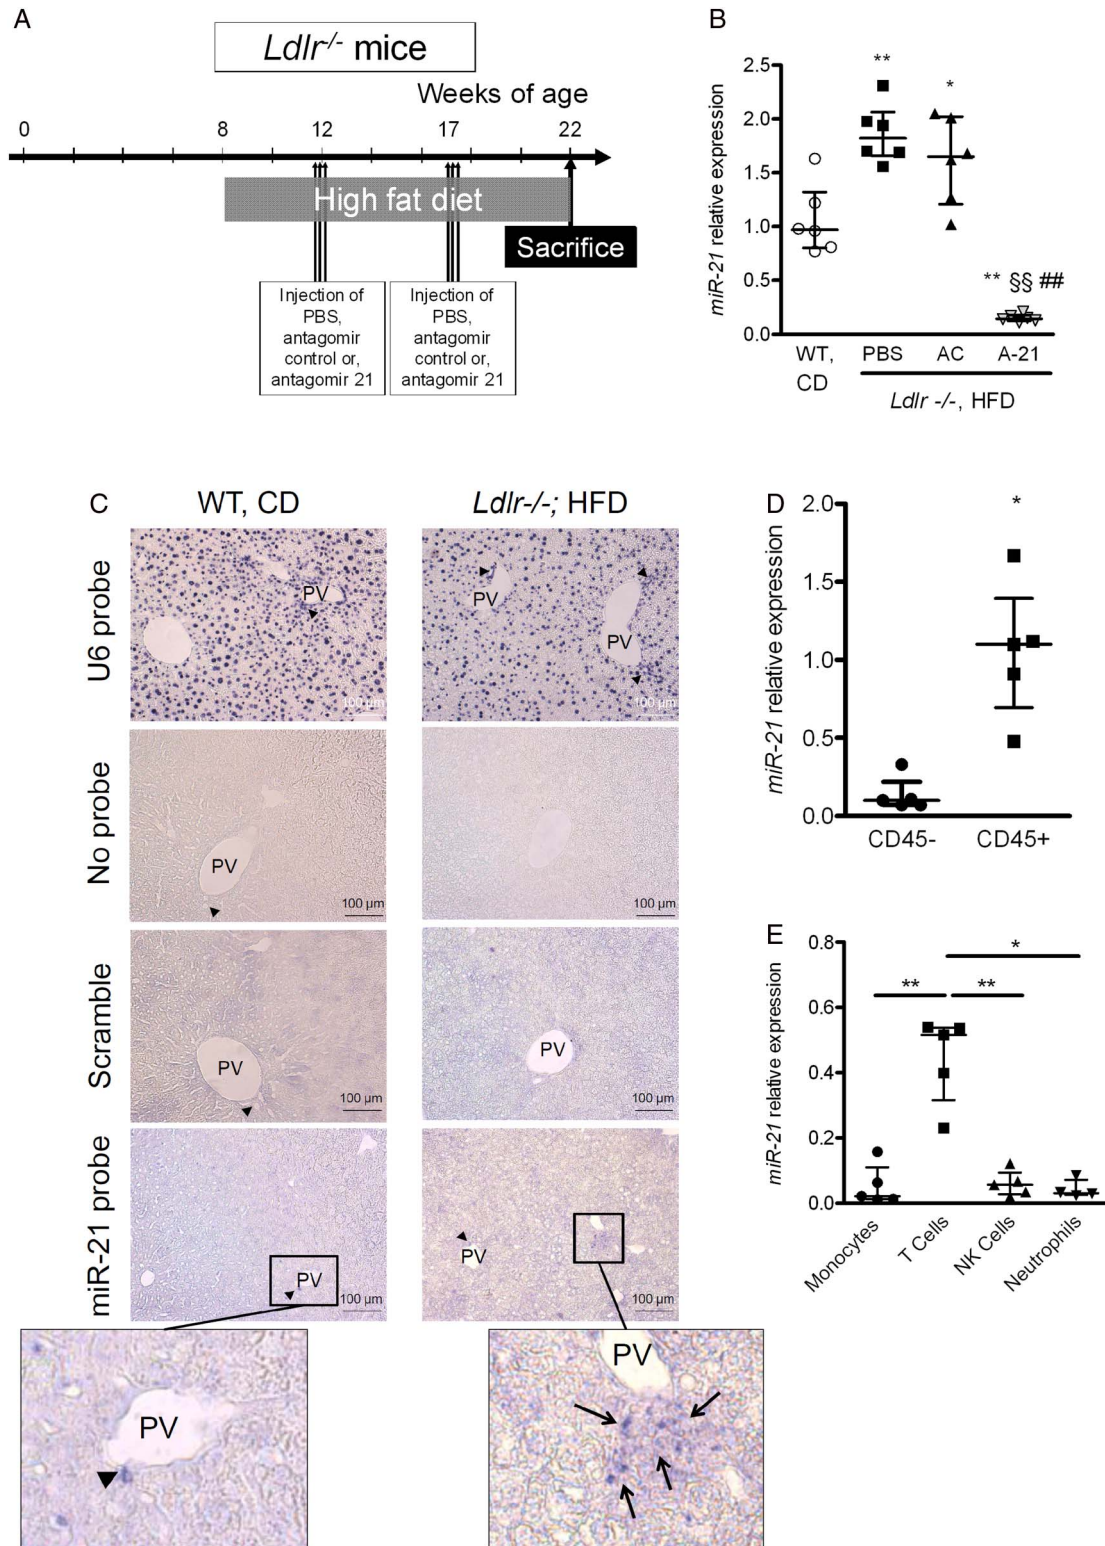 A
Ldlr-/- mice
Weeks of age
0 8 12 17 22
High fat diet
Sacrifice
Injection of
PBS,
antagomir
control or,
antagomir 21
Injection of
PBS,
antagomir
control or,
antagomir 21
B
miR-21 relative expression
2.5
2.0
1.5
1.0
0.5
0.0
**
*
** §§ ##
WT,
CD
PBS AC A-21
Ldlr -/-, HFD
C
WT, CD
Ldlr-/-; HFD
U6 probe
PV
100 µm
PV
PV
100 µm
No probe
PV
100 µm
100 µm
Scramble
PV
100 µm
PV
100 µm
miR-21 probe
PV
100 µm
PV
100 µm
PV
PV
D
miR-21 relative expression
2.0
1.5
1.0
0.5
0.0
*
CD45- CD45+
E
miR-21 relative expression
0.8
0.6
0.4
0.2
0.0
*
** **
Monocytes
T Cells
NK Cells
Neutrophils